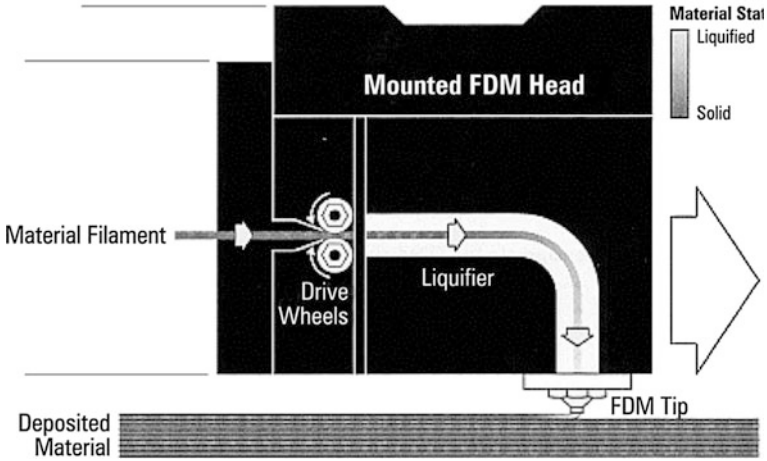 Material Stat
Liquified
Solid
Mounted FDM Head
Material Filament
Drive
Wheels
Liquifier
FDM Tip
Deposited
Material